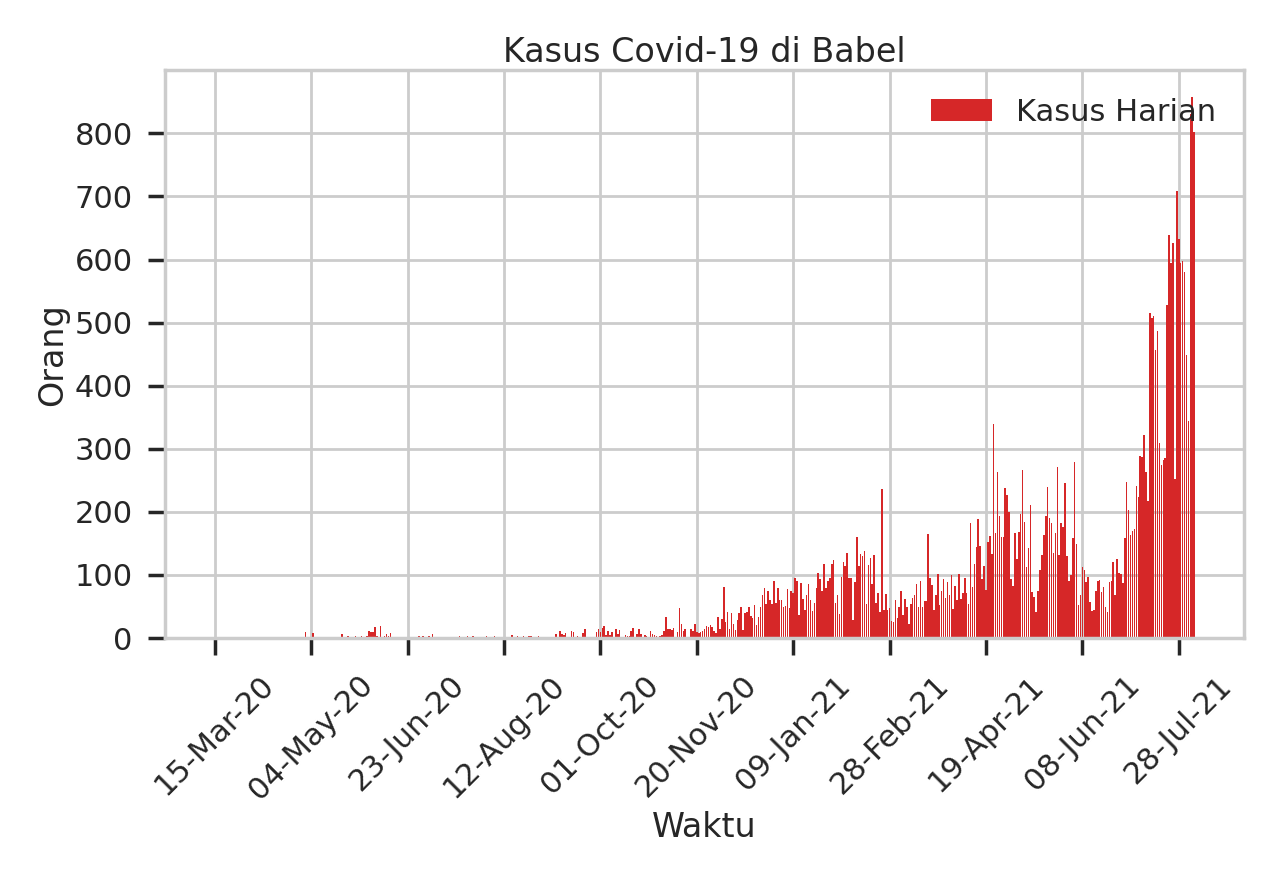 Kasus Covid-19 di Babel
Kasus Harian
Orang
800
700
600
500
400
300
200
100
0
15-Mar-20
04-May-20
23-Jun-20
12-Aug-20
01-Oct-20
20-Nov-20
09-Jan-21
28-Feb-21
19-Apr-21
08-Jun-21
28-Jul-21
Waktu